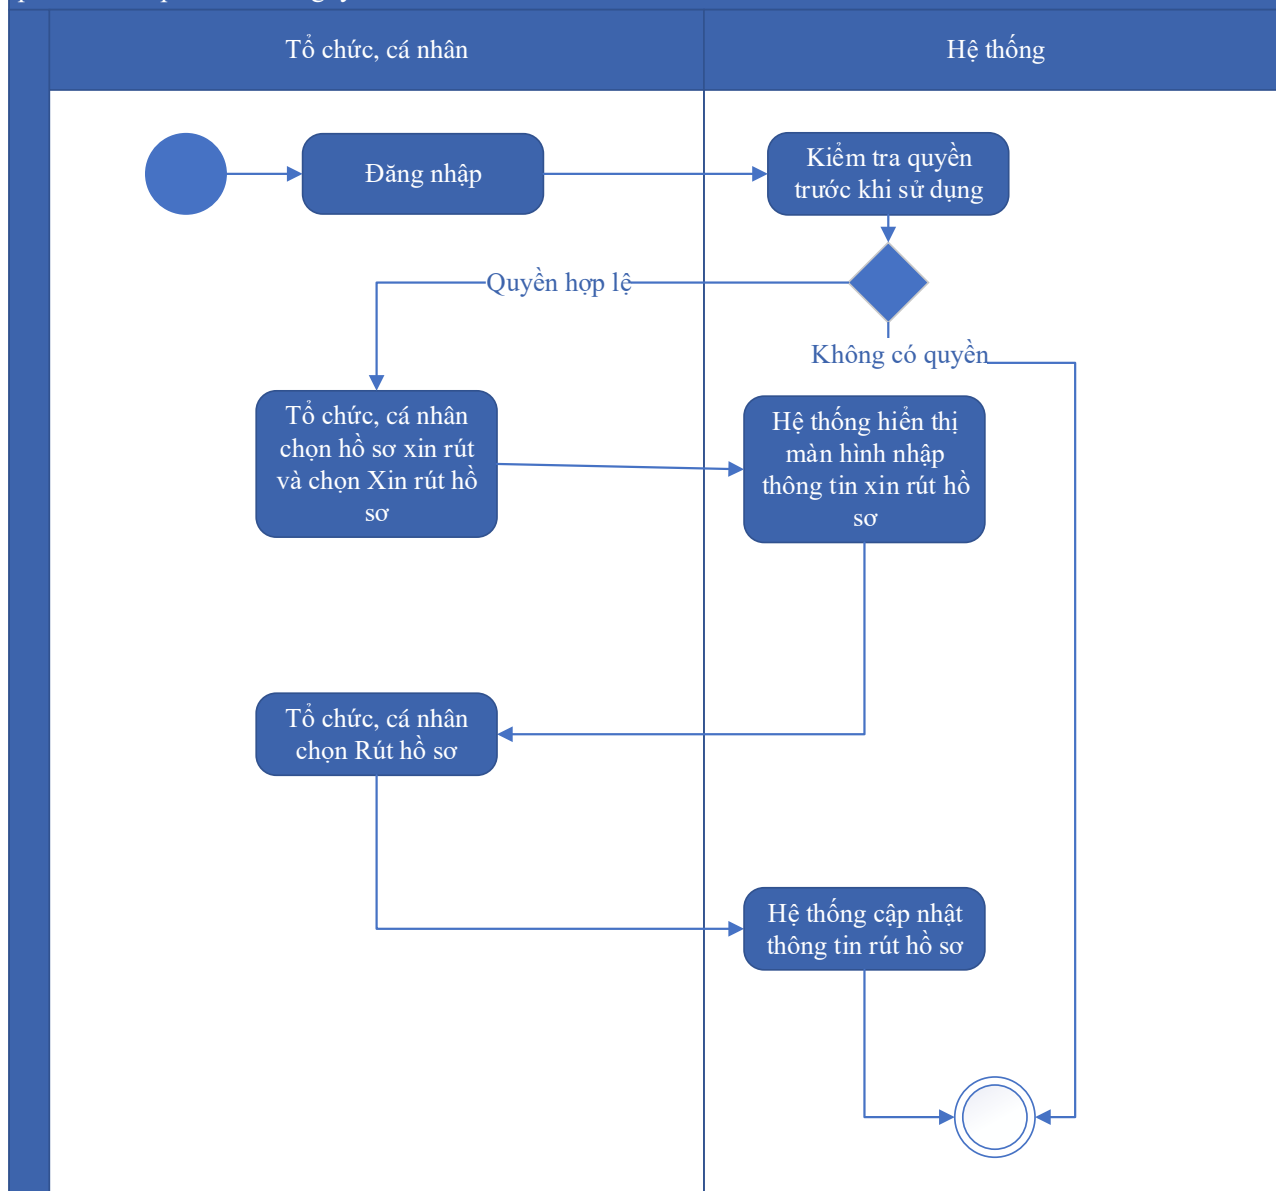 Tổ chức, cá nhân
Hệ thống
Đăng nhập
Kiểm tra quyền
trước khi sử dụng
Quyền hợp lệ
Không có quyền
Tổ chức, cá nhân
chọn hồ sơ xin rút
và chọn Xin rút hồ
sơ
Hệ thống hiển thị
màn hình nhập
thông tin xin rút hồ
sơ
Tổ chức, cá nhân
chọn Rút hồ sơ
Hệ thống cập nhật
thông tin rút hồ sơ